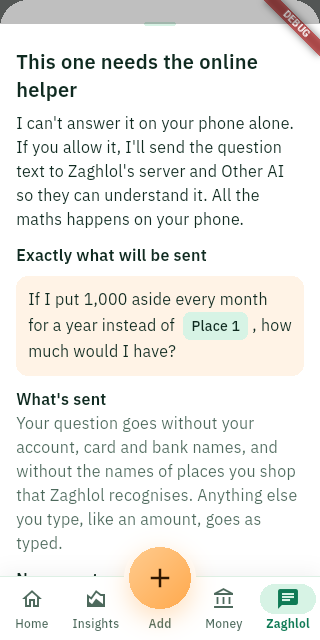 DEBUG
This one needs the online
helper
I can't answer it on your phone alone.
If you allow it, I'll send the question
text to Zaghlol's server and Other AI
so they can understand it. All the
maths happens on your phone.
Exactly what will be sent
If I put 1,000 aside every month
for a year instead of Place 1 , how
much would I have?
What's sent
Your question goes without your
account, card and bank names, and
without the names of places you shop
that Zaghlol recognises. Anything else
you type, like an amount, goes as
typed.
Home Insights Add Money Zaghlol